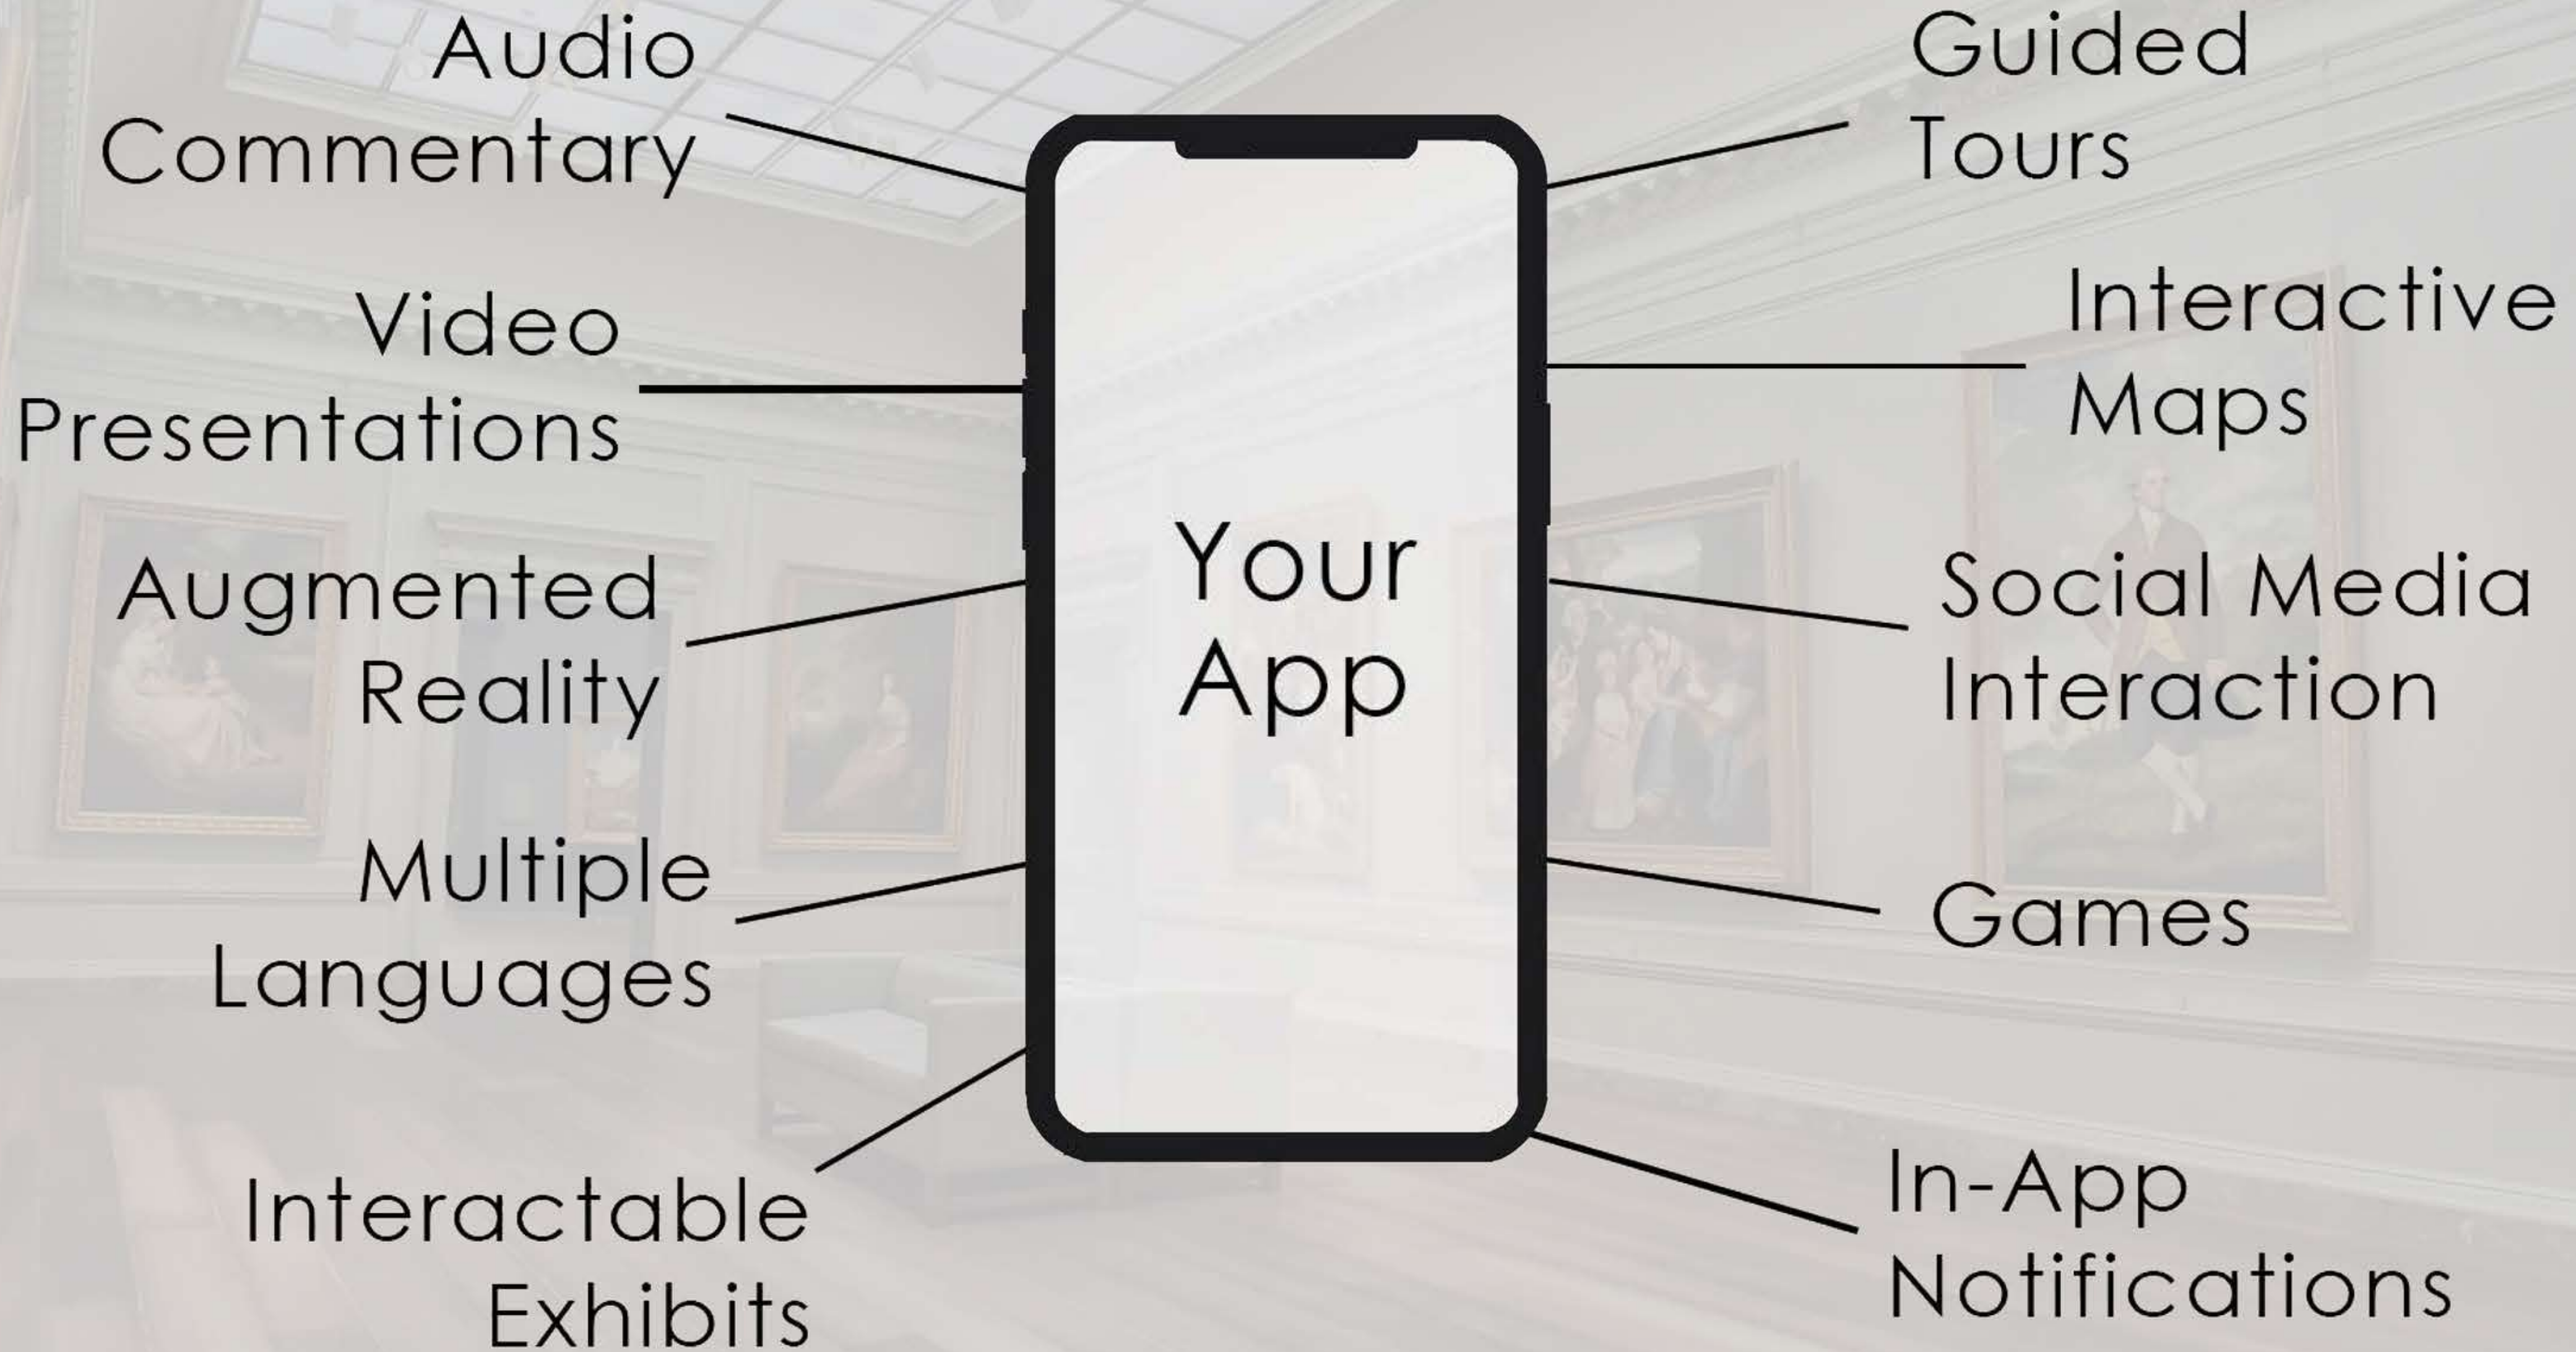 Audio
Commentary
Video
Presentations
Augmented
Reality
Multiple
Languages
Interactable
Exhibits
Your
App
Guided
Tours
Interactive
Maps
Social Media
Interaction
Games
In-App
Notifications